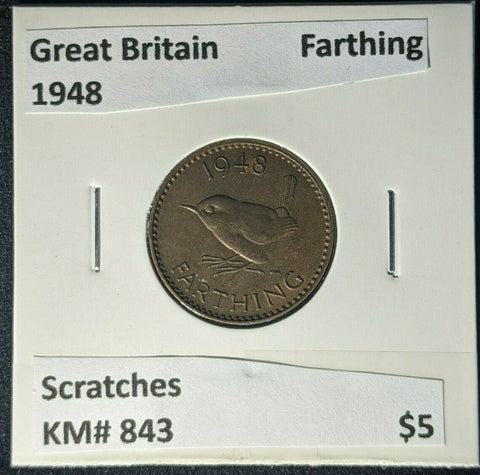 Great Britain Farthing
1948
1948
FARTHING
Scratches
KM# 843 $5